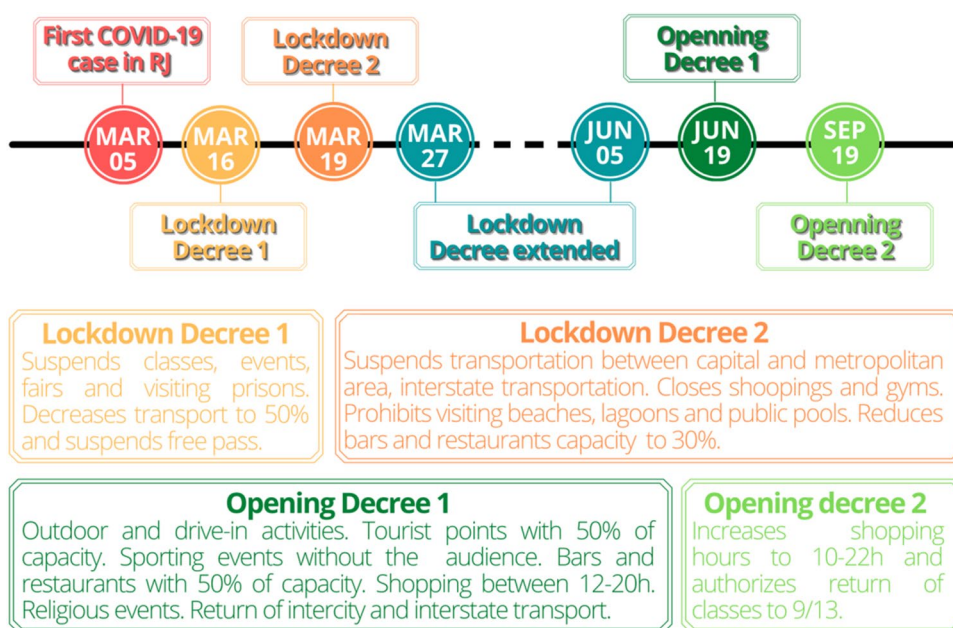 First COVID-19
case in RJ
Lockdown
Decree 2
Openning
Decree 1
MAR
05
MAR
16
MAR
19
MAR
27
JUN
05
JUN
19
SEP
19
Lockdown
Decree 1
Lockdown
Decree extended
Openning
Decree 2
Lockdown Decree 1
Suspends classes, events,
fairs and visiting prisons.
Decreases transport to 50%
and suspends free pass.
Lockdown Decree 2
Suspends transportation between capital and metropolitan
area, interstate transportation. Closes shoopings and gyms.
Prohibits visiting beaches, lagoons and public pools. Reduces
bars and restaurants capacity to 30%.
Opening Decree 1
Outdoor and drive-in activities. Tourist points with 50% of
capacity. Sporting events without the audience. Bars and
restaurants with 50% of capacity. Shopping between 12-20h.
Religious events. Return of intercity and interstate transport.
Opening decree 2
Increases shopping
hours to 10-22h and
authorizes return of
classes to 9/13.